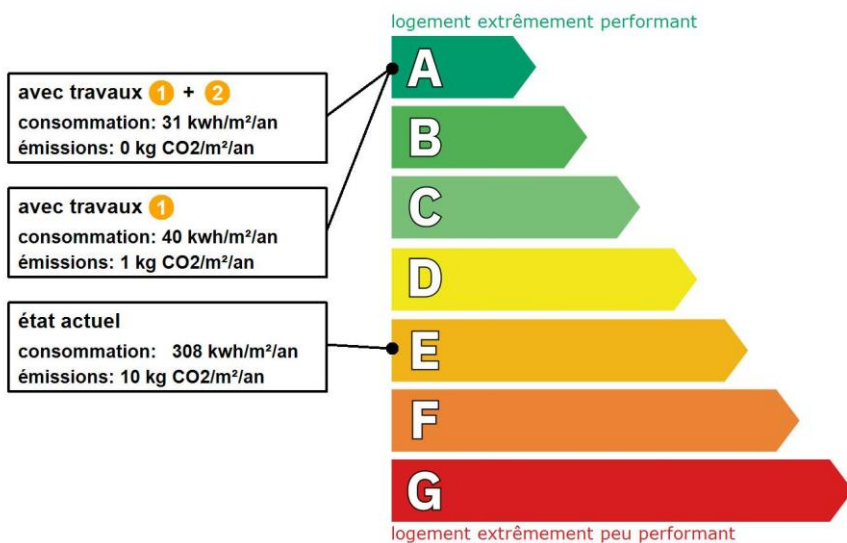 logement extrêmement performant
avec travaux 1 + 2
consommation: 31 kwh/m²/an
émissions: 0 kg CO2/m²/an
avec travaux 1
consommation: 40 kwh/m²/an
émissions: 1 kg CO2/m²/an
état actuel
consommation: 308 kwh/m²/an
émissions: 10 kg CO2/m²/an
A
B
C
D
E
F
G
logement extrêmement peu performant